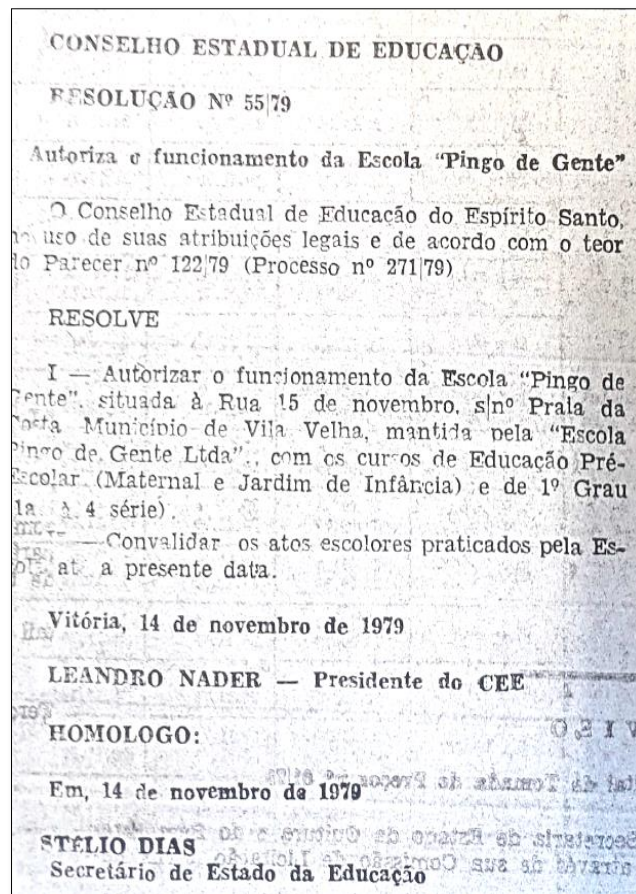 CONSELHO ESTADUAL DE EDUCAÇÃO
RESOLUÇÃO Nº 55|79
Autoriza o funcionamento da Escola "Pingo de Gente"
O Conselho Estadual de Educação do Espírito Santo,
no uso de suas atribuições legais e de acordo com o teor
do Parecer nº 122|79 (Processo nº 271|79)
RESOLVE
I — Autorizar o funcionamento da Escola "Pingo de
Gente". situada à Rua 15 de novembro, s|nº Praia da
Costa Município de Vila Velha, mantida pela "Escola
Pingo de Gente Ltda"., com os cursos de Educação Pré-
Escolar (Maternal e Jardim de Infância) e de 1º Grau
1a à 4 série).
— Convalidar os atos escolores praticados pela Es-
at a presente data.
Vitória, 14 de novembro de 1979
LEANDRO NADER — Presidente do CEE
HOMOLOGO:
Em, 14 de novembro de 1979
STÉLIO DIAS
Secretário de Estado da Educação